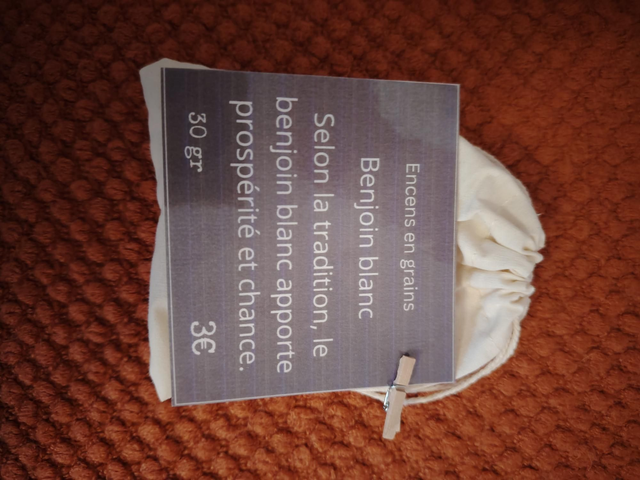 Encens en grains
Benjoin blanc
Selon la tradition, le
benjoin blanc apporte
prospérité et chance.
30 gr 3€